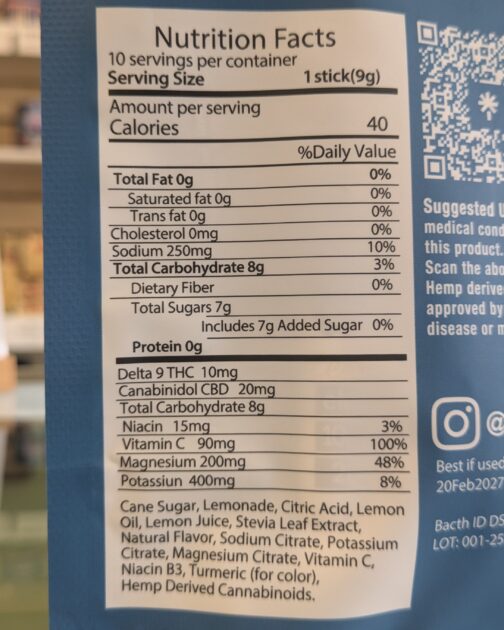 Nutrition Facts
10 servings per container
Serving Size 1 stick(9g)
Amount per serving
Calories 40
%Daily Value
Total Fat 0g 0%
Saturated fat 0g 0%
Trans fat 0g 0%
Cholesterol 0mg 0%
Sodium 250mg 10%
Total Carbohydrate 8g 3%
Dietary Fiber 0%
Total Sugars 7g
Includes 7g Added Sugar 0%
Protein 0g
Delta 9 THC 10mg
Canabinidol CBD 20mg
Total Carbohydrate 8g
Niacin 15mg 3%
Vitamin C 90mg 100%
Magnesium 200mg 48%
Potassiun 400mg 8%
Cane Sugar, Lemonade, Citric Acid, Lemon
Oil, Lemon Juice, Stevia Leaf Extract,
Natural Flavor, Sodium Citrate, Potassium
Citrate, Magnesium Citrate, Vitamin C,
Niacin B3, Turmeric (for color),
Hemp Derived Cannabinoids.
Suggested
medical cond
this product.
Scan the abo
Hemp derive
approved by
disease or
@
Best if used
20Feb2027
Bacth ID DS
LOT: 001-25